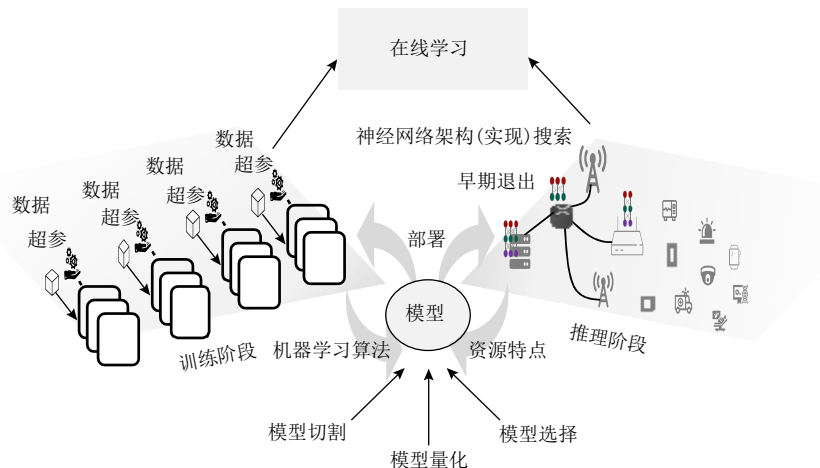 在线学习
神经网络架构(实现)搜索
数据
超参
数据
超参
数据
超参
数据
超参
早期退出
部署
模型
训练阶段
机器学习算法
资源特点
推理阶段
模型切割
模型量化
模型选择